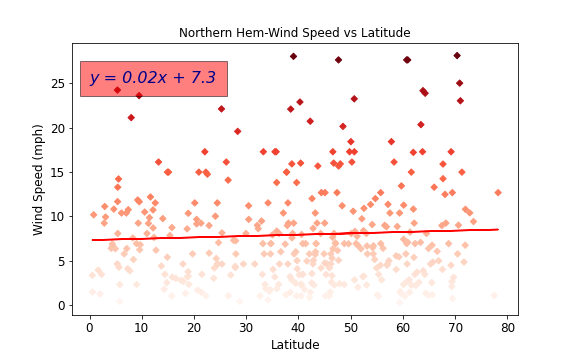 Northern Hem-Wind Speed vs Latitude
y = 0.02x + 7.3
Wind Speed (mph)
25
20
15
10
5
0
0 10 20 30 40 50 60 70 80
Latitude